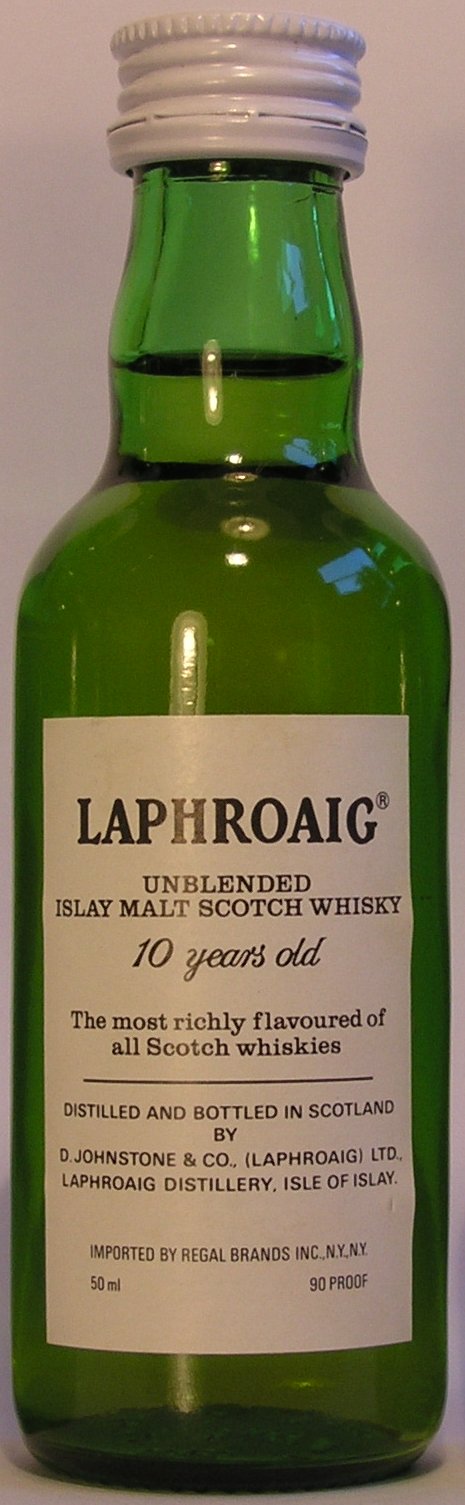 LAPHROAIG®
UNBLENDED
ISLAY MALT SCOTCH WHISKY
10 years old
The most richly flavoured of
all Scotch whiskies
DISTILLED AND BOTTLED IN SCOTLAND
BY
D. JOHNSTONE & CO., (LAPHROAIG) LTD.,
LAPHROAIG DISTILLERY, ISLE OF ISLAY.
IMPORTED BY REGAL BRANDS INC., N.Y., N.Y.
50 ml 90 PROOF